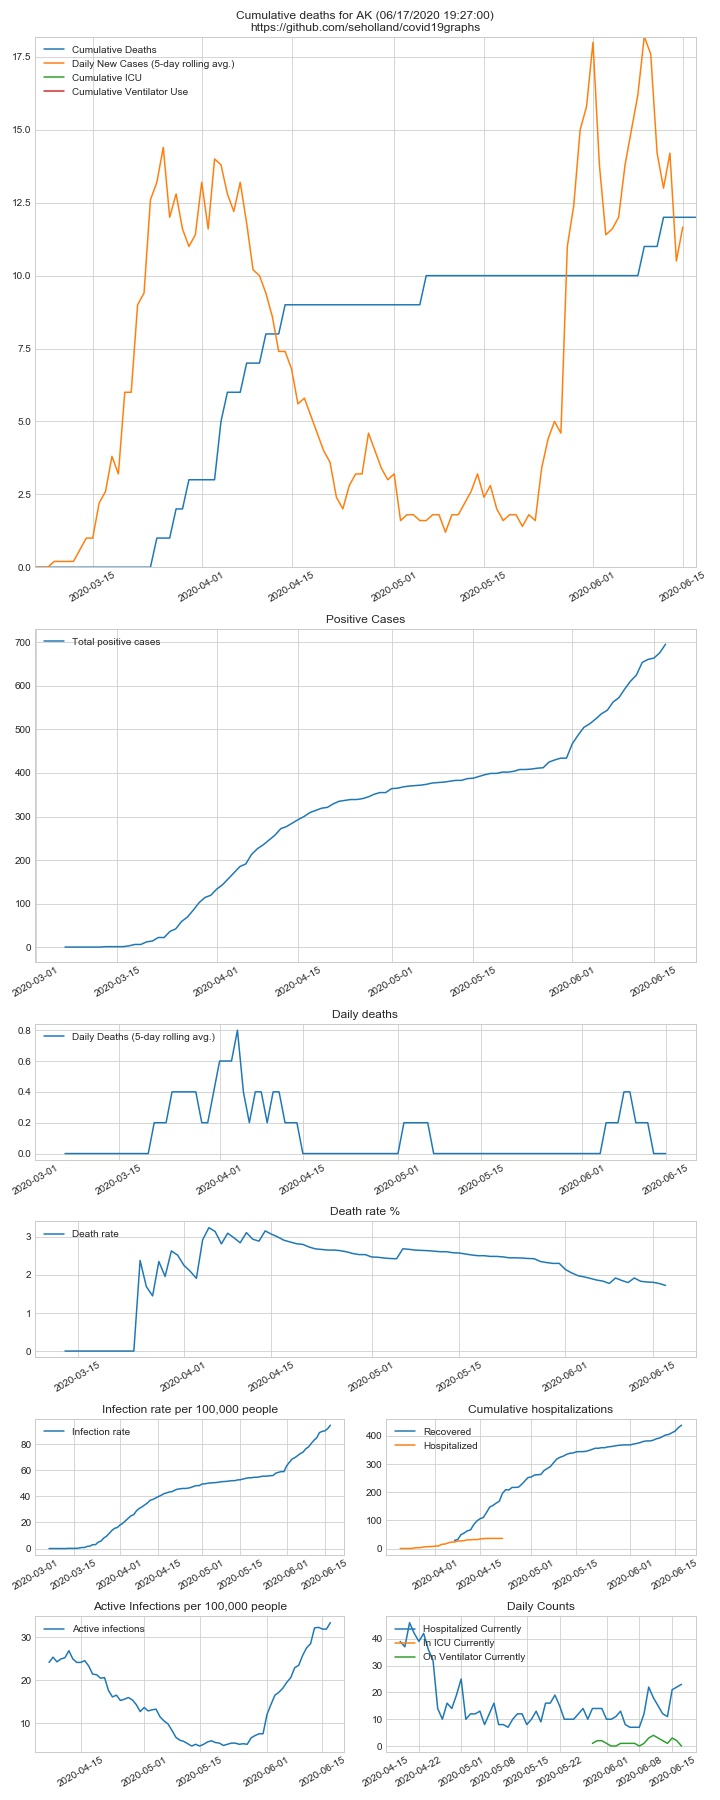 Cumulative deaths for AK (06/17/2020 19:27:00)
https://github.com/seholland/covid19graphs
Cumulative Deaths
Daily New Cases (5-day rolling avg.)
Cumulative ICU
Cumulative Ventilator Use
17.5
15.0
12.5
10.0
7.5
5.0
2.5
0.0
2020-03-15 2020-04-01 2020-04-15 2020-05-01 2020-05-15 2020-06-01 2020-06-15
Positive Cases
Total positive cases
700
600
500
400
300
200
100
0
2020-03-01 2020-03-15 2020-04-01 2020-04-15 2020-05-01 2020-05-15 2020-06-01 2020-06-15
Daily deaths
Daily Deaths (5-day rolling avg.)
0.8
0.6
0.4
0.2
0.0
2020-03-01 2020-03-15 2020-04-01 2020-04-15 2020-05-01 2020-05-15 2020-06-01 2020-06-15
Death rate %
Death rate
3
2
1
0
2020-03-15 2020-04-01 2020-04-15 2020-05-01 2020-05-15 2020-06-01 2020-06-15
Infection rate per 100,000 people
Infection rate
80
60
40
20
0
2020-03-01 2020-03-15 2020-04-01 2020-04-15 2020-05-01 2020-05-15 2020-06-01 2020-06-15
Cumulative hospitalizations
Recovered
Hospitalized
400
300
200
100
0
2020-04-01 2020-04-15 2020-05-01 2020-05-15 2020-06-01 2020-06-15
Active Infections per 100,000 people
Active infections
30
20
10
2020-04-15 2020-05-01 2020-05-15 2020-06-01 2020-06-15
Daily Counts
Hospitalized Currently
In ICU Currently
On Ventilator Currently
40
30
20
10
0
2020-04-15 2020-04-22 2020-05-01 2020-05-08 2020-05-15 2020-05-22 2020-06-01 2020-06-08 2020-06-15